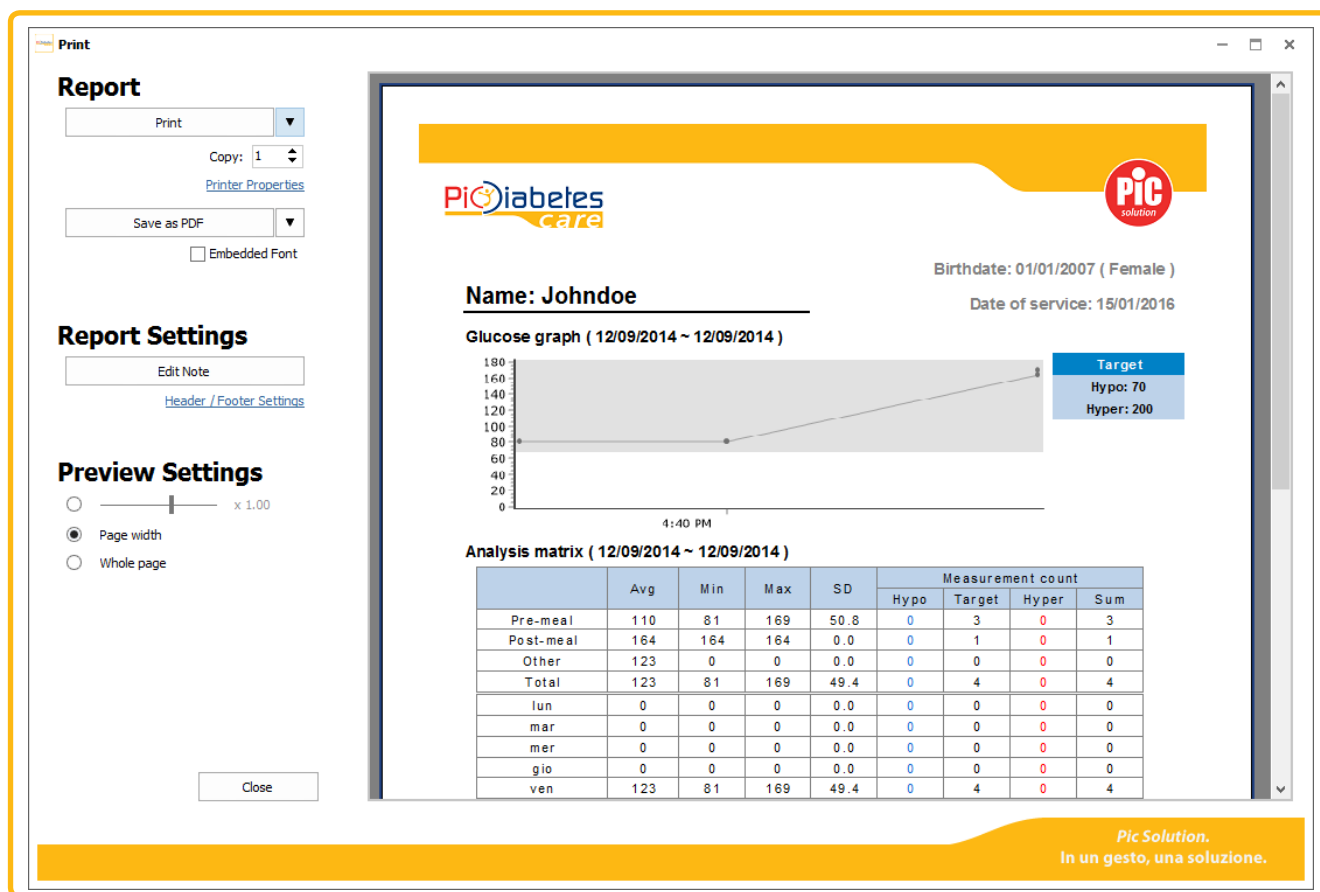 Print
Report
Print
Copy: 1
Printer Properties
Save as PDF
Embedded Font
Report Settings
Edit Note
Header / Footer Settings
Preview Settings
x 1.00
Page width
Whole page
Close
PiCDiabetes
care
PiC
solution
Birthdate: 01/01/2007 ( Female )
Name: Johndoe
Date of service: 15/01/2016
Glucose graph ( 12/09/2014 ~ 12/09/2014 )
180
160
140
120
100
80
60
40
20
0
4:40 PM
Target
Hypo: 70
Hyper: 200
Analysis matrix ( 12/09/2014 ~ 12/09/2014 )
Avg Min Max SD Measurement count
Hypo Target Hyper Sum
Pre-meal 110 81 169 50.8 0 3 0 3
Post-meal 164 164 164 0.0 0 1 0 1
Other 123 0 0 0.0 0 0 0 0
Total 123 81 169 49.4 0 4 0 4
lun 0 0 0 0.0 0 0 0 0
mar 0 0 0 0.0 0 0 0 0
mer 0 0 0 0.0 0 0 0 0
gio 0 0 0 0.0 0 0 0 0
ven 123 81 169 49.4 0 4 0 4
Pic Solution.
In un gesto, una soluzione.